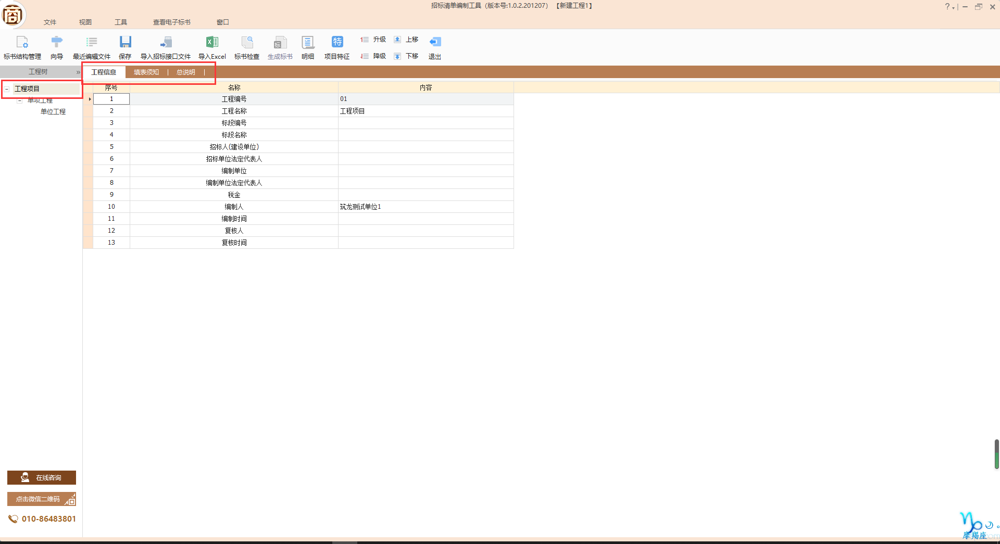 招标清单编制工具（版本号:1.0.2.201207） 【新建工程1】
商
文件 视图 工具 查看电子标书 窗口
标书结构管理 向导 最近编辑文件 保存 导入招标接口文件 导入Excel 标书检查 生成标书 明细 项目特征 升级 降级 上移 下移 退出
工程树 »
工程信息 填表须知 | 总说明 |
工程项目
单项工程
单位工程
序号 名称 内容
1 工程编号 01
2 工程名称 工程项目
3 标段编号
4 标段名称
5 招标人(建设单位)
6 招标单位法定代表人
7 编制单位
8 编制单位法定代表人
9 税金
10 编制人 筑龙测试单位1
11 编制时间
12 复核人
13 复核时间
在线咨询
点击微信二维码
010-86483801
摩羯座